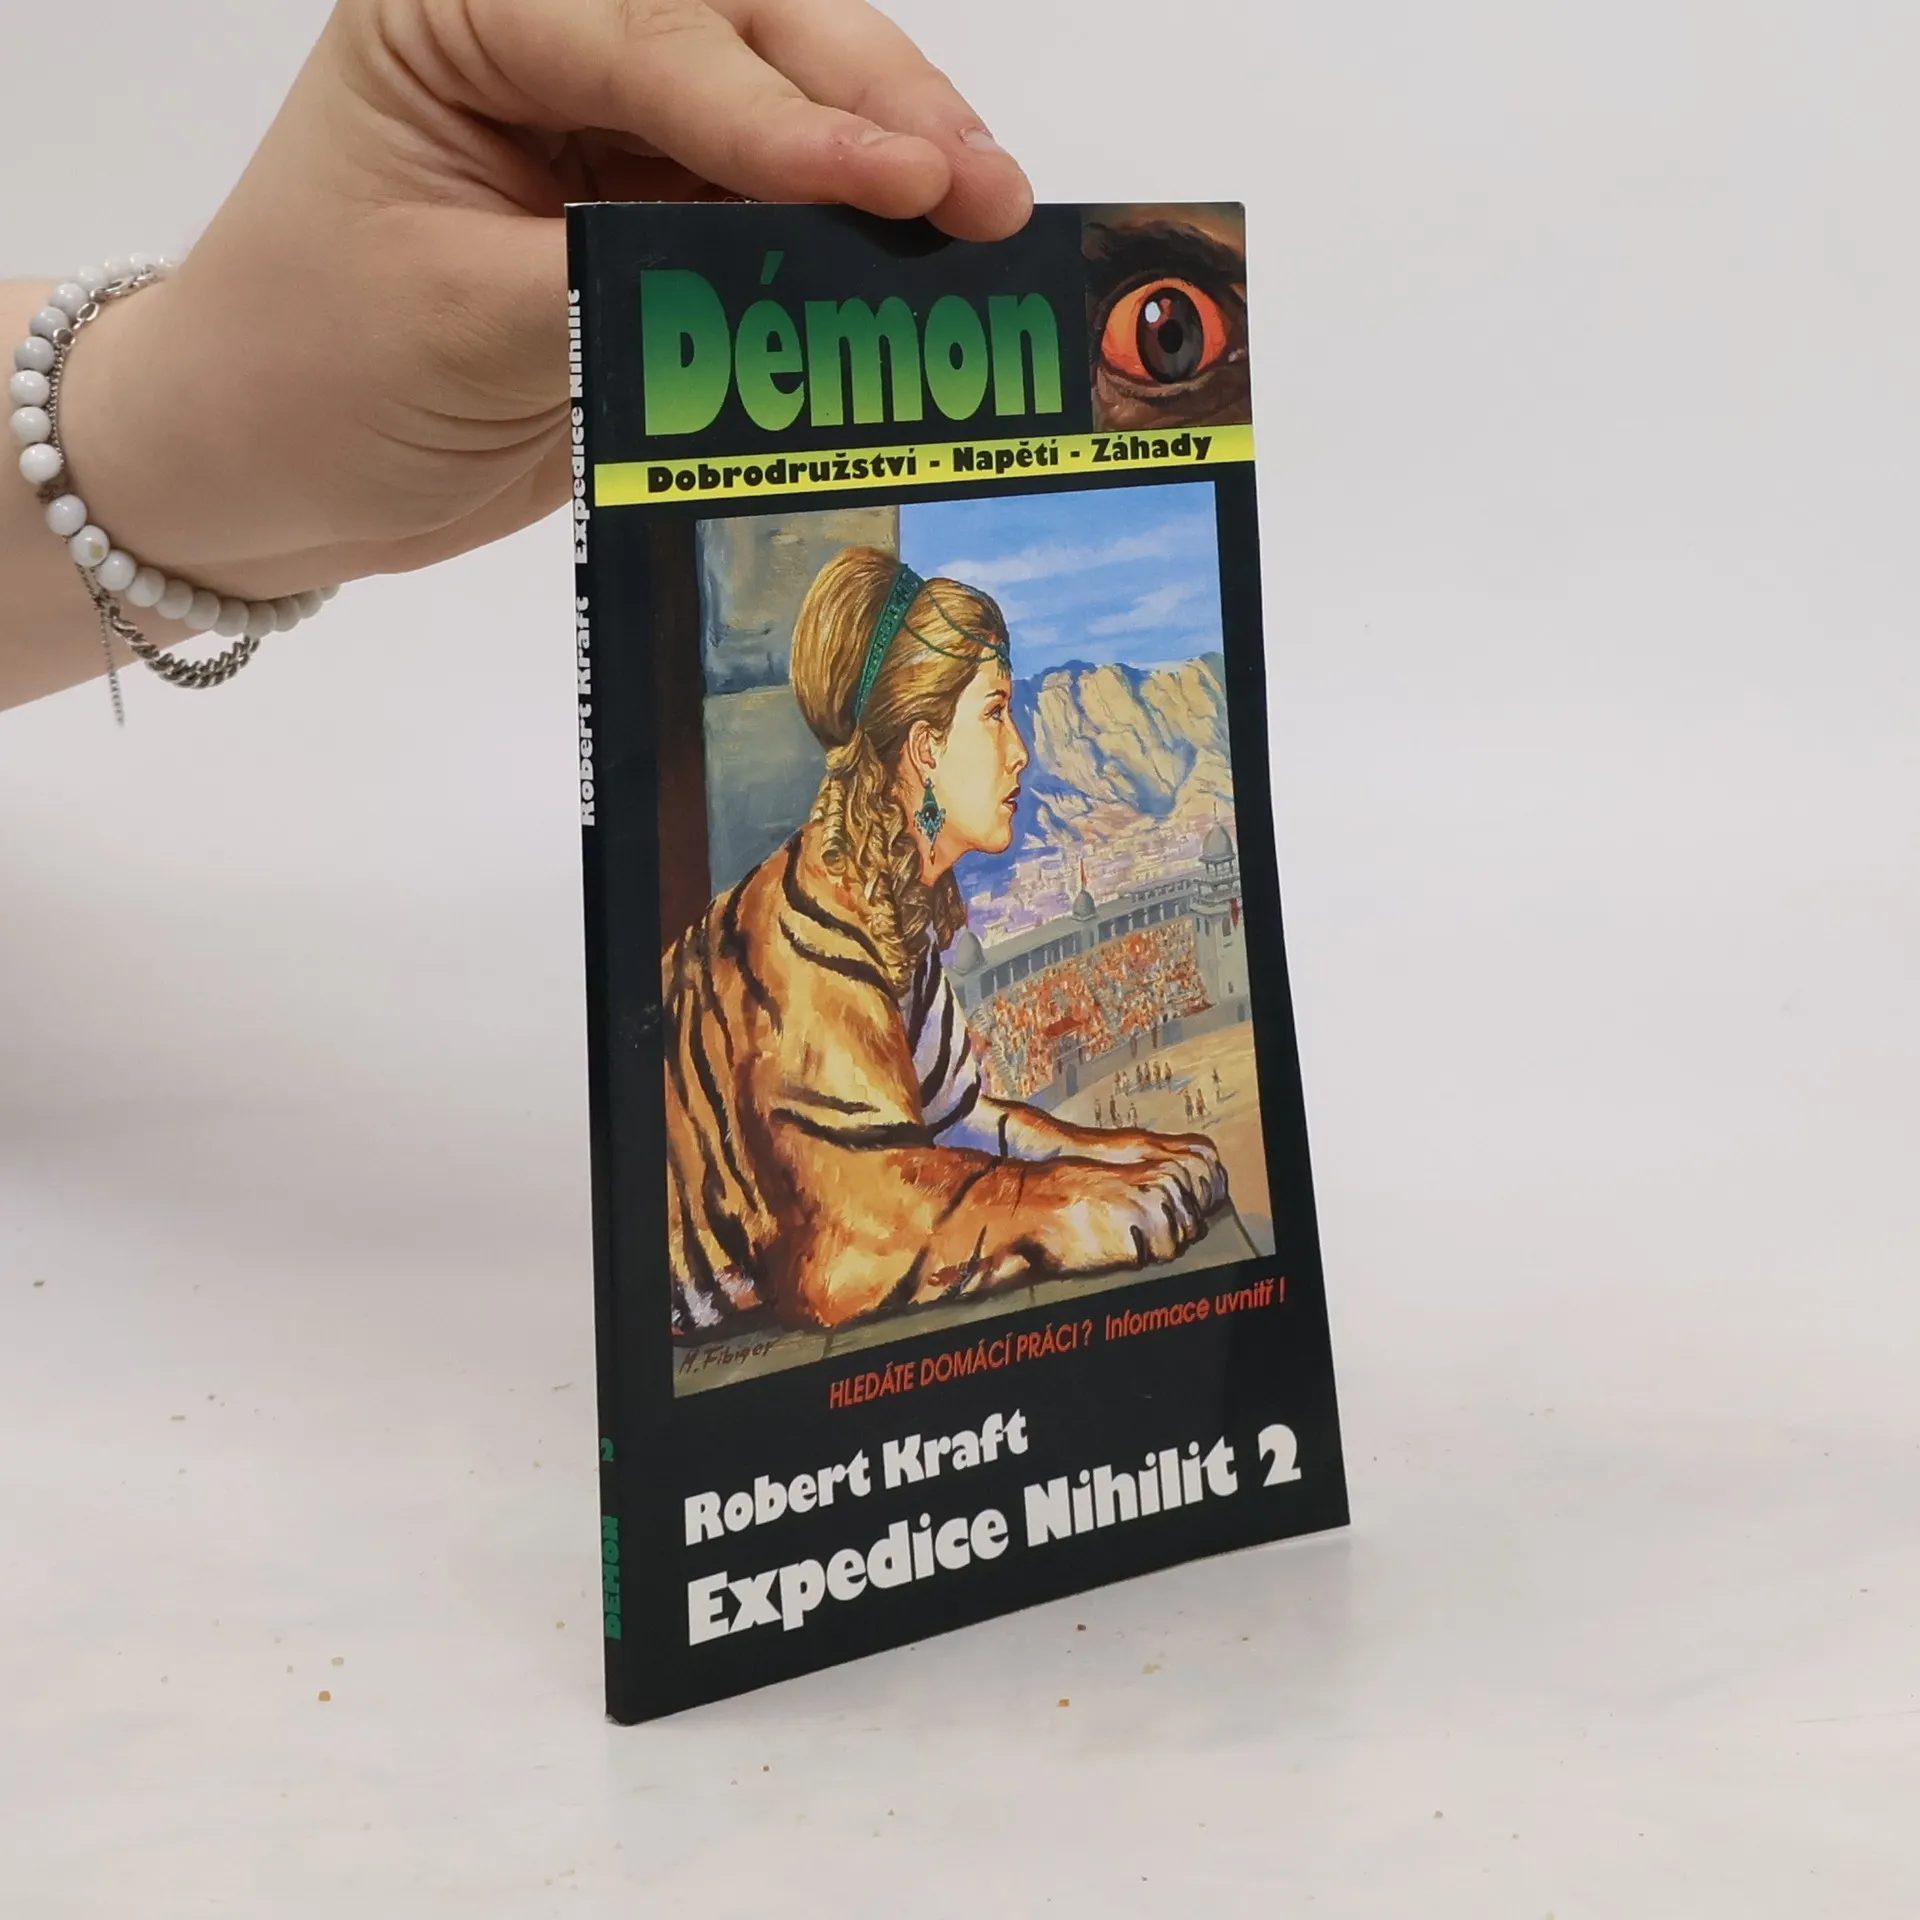 Démon
Dobrodružství - Napětí - Záhady
M. Fibiger
HLEDÁTE DOMÁCÍ PRÁCI? Informace uvnitř!
Robert Kraft
Expedice Nihilit 2
Robert Kraft Expedice Nihilit
DÉMON 2